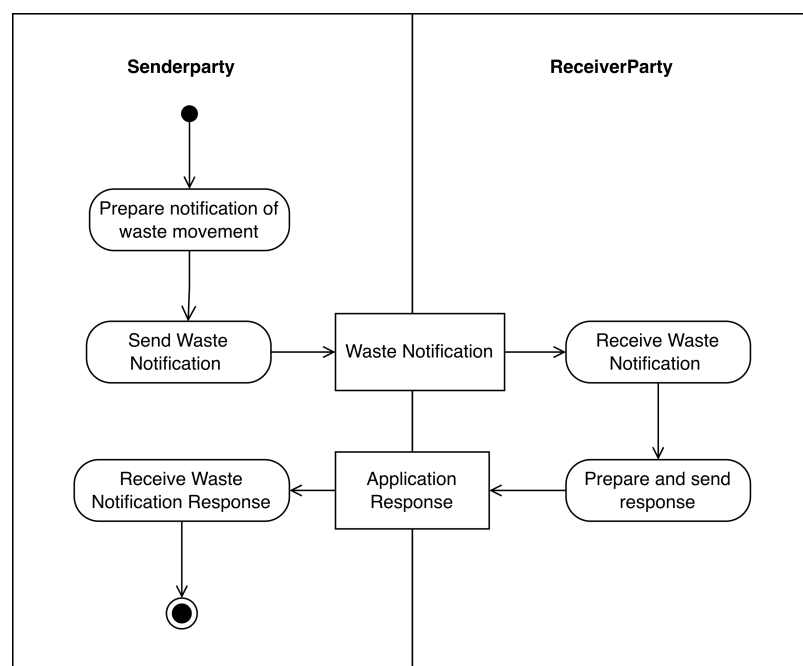 Senderparty
ReceiverParty
Prepare notification of
waste movement
Send Waste
Notification
Waste Notification
Receive Waste
Notification
Receive Waste
Notification Response
Application
Response
Prepare and send
response